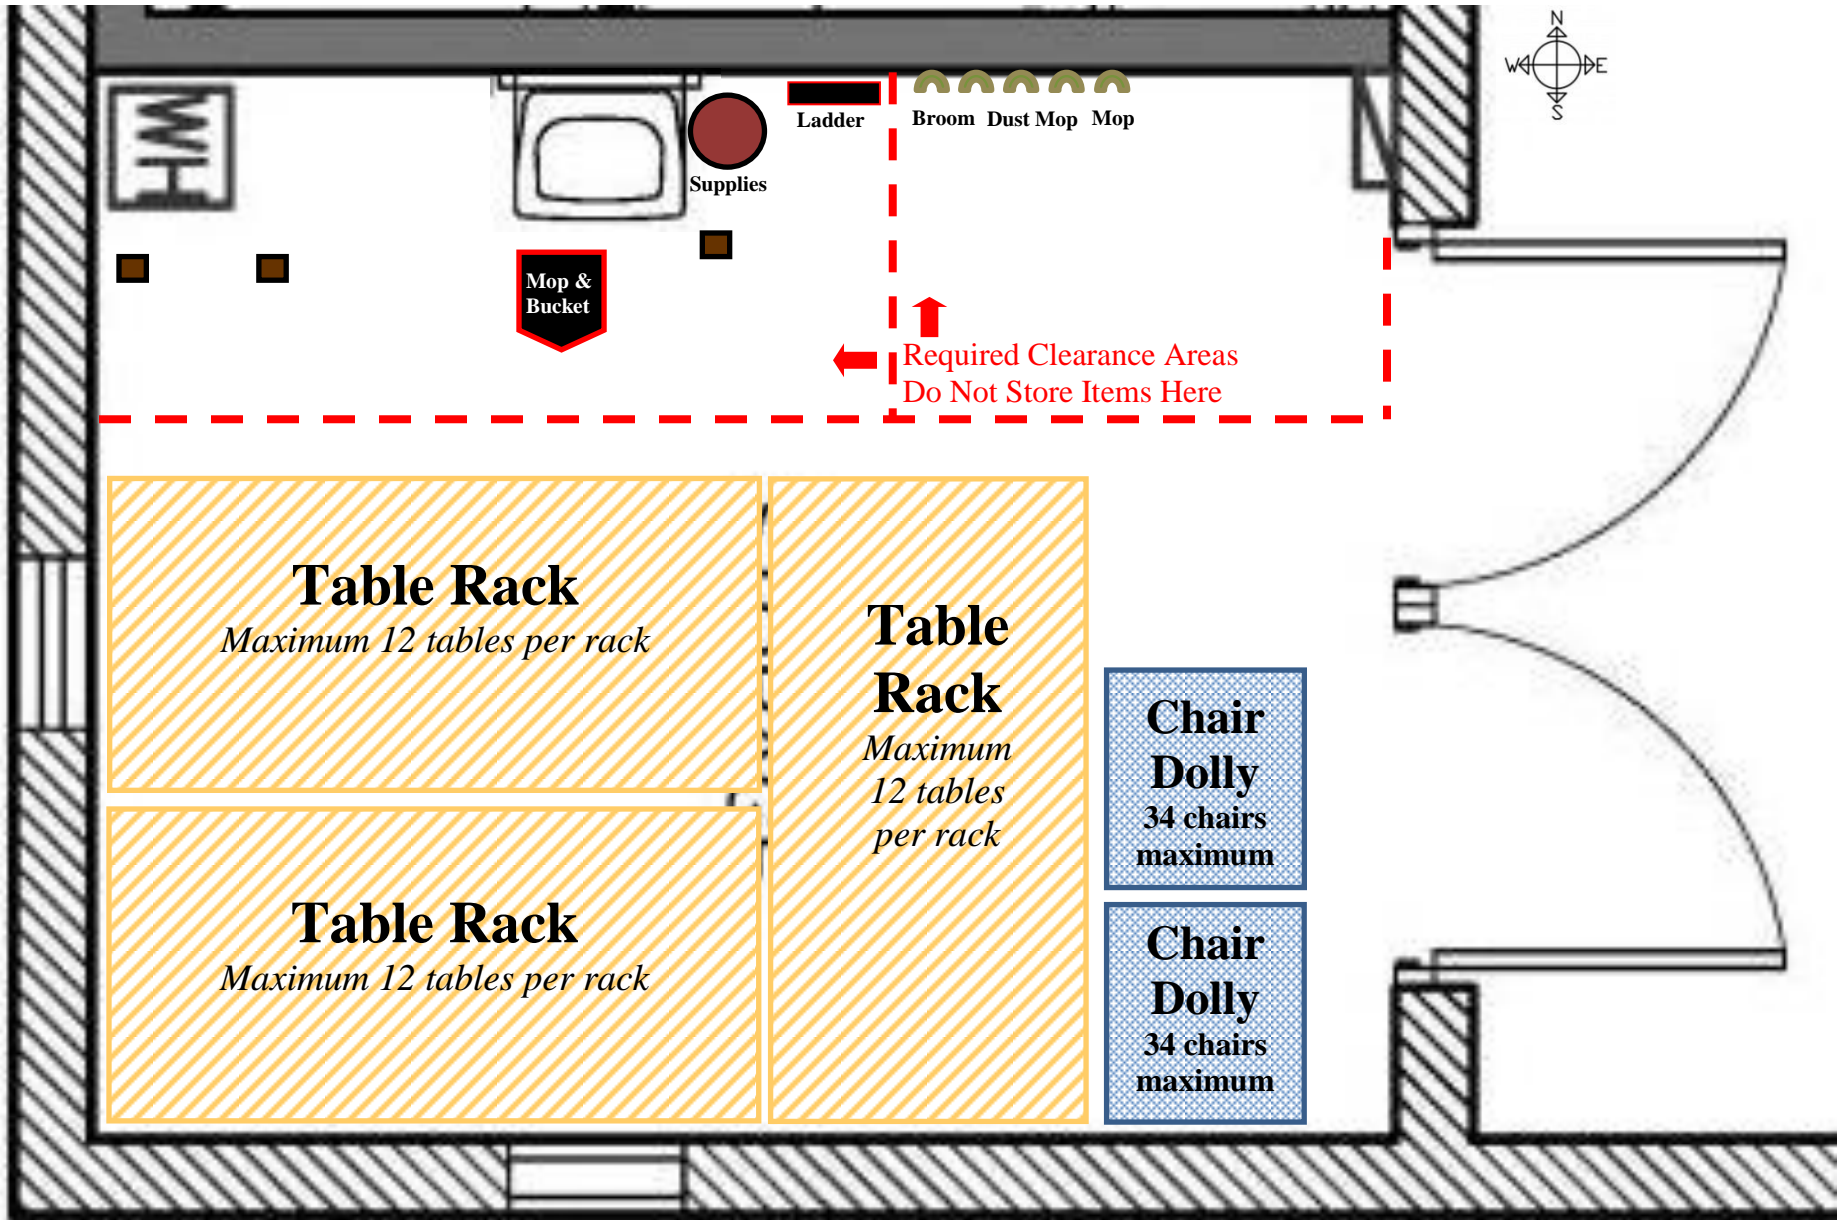 N
W E
S
WH
Ladder
Broom Dust Mop Mop
Supplies
Mop &
Bucket
Required Clearance Areas
Do Not Store Items Here
Table Rack
Maximum 12 tables per rack
Table
Rack
Maximum
12 tables
per rack
Chair
Dolly
34 chairs
maximum
Table Rack
Maximum 12 tables per rack
Chair
Dolly
34 chairs
maximum